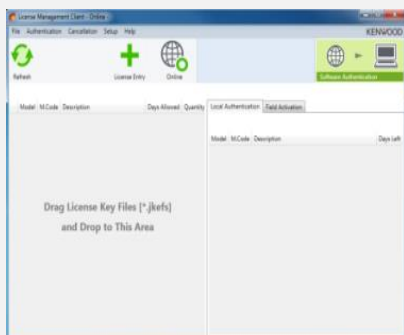 License Management Client - Online
File Authentication Cancellation Setup Help KENWOOD
Refresh License Entry Online Software Authentication
Model M.Code Description Days Allowed Quantity
Local Authentication Field Activation
Model M.Code Description Days Left
Drag License Key Files [*.jkefs]
and Drop to This Area